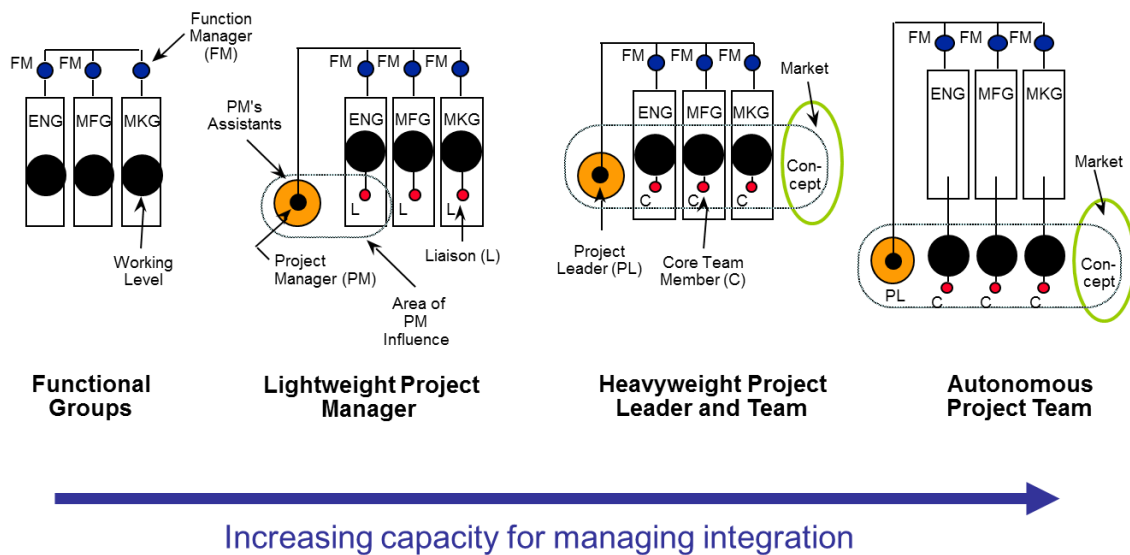 Function
Manager
(FM)
FM
FM
ENG
MFG
MKG
Working
Level
Functional
Groups
FM
FM
FM
PM's
Assistants
ENG
MFG
MKG
L
L
L
Project
Manager (PM)
Liaison (L)
Area of
PM
Influence
Lightweight Project
Manager
FM
FM
FM
Market
ENG
MFG
MKG
Con-
cept
C
C
C
Project
Leader (PL)
Core Team
Member (C)
Heavyweight Project
Leader and Team
FM
FM
FM
ENG
MFG
MKG
Market
Con-
cept
PL
C
C
C
Autonomous
Project Team
Increasing capacity for managing integration